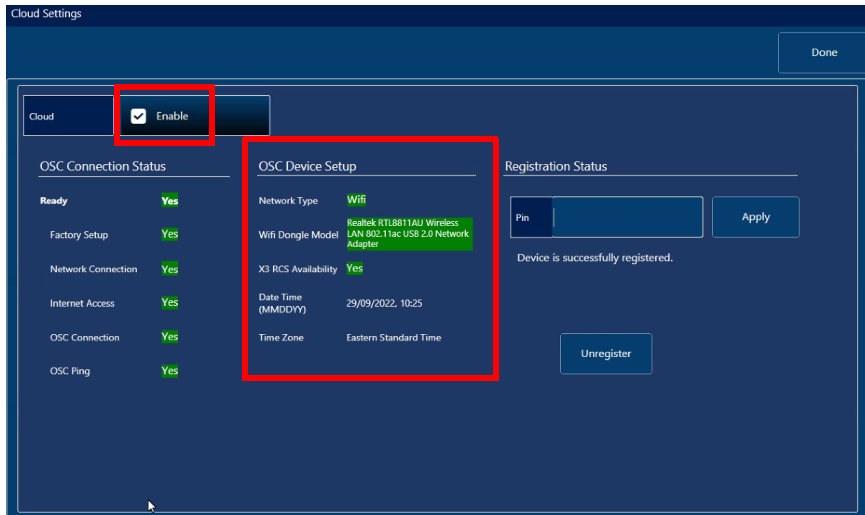 Cloud Settings
Done
Cloud
Enable
OSC Connection Status
Ready Yes
Factory Setup Yes
Network Connection Yes
Internet Access Yes
OSC Connection Yes
OSC Ping Yes
OSC Device Setup
Network Type Wifi
Wifi Dongle Model Realtek RTL8811AU Wireless
LAN 802.11ac USB 2.0 Network
Adapter
X3 RCS Availability Yes
Date Time
(MMDDYY) 29/09/2022, 10:25
Time Zone Eastern Standard Time
Registration Status
Pin
Apply
Device is successfully registered.
Unregister